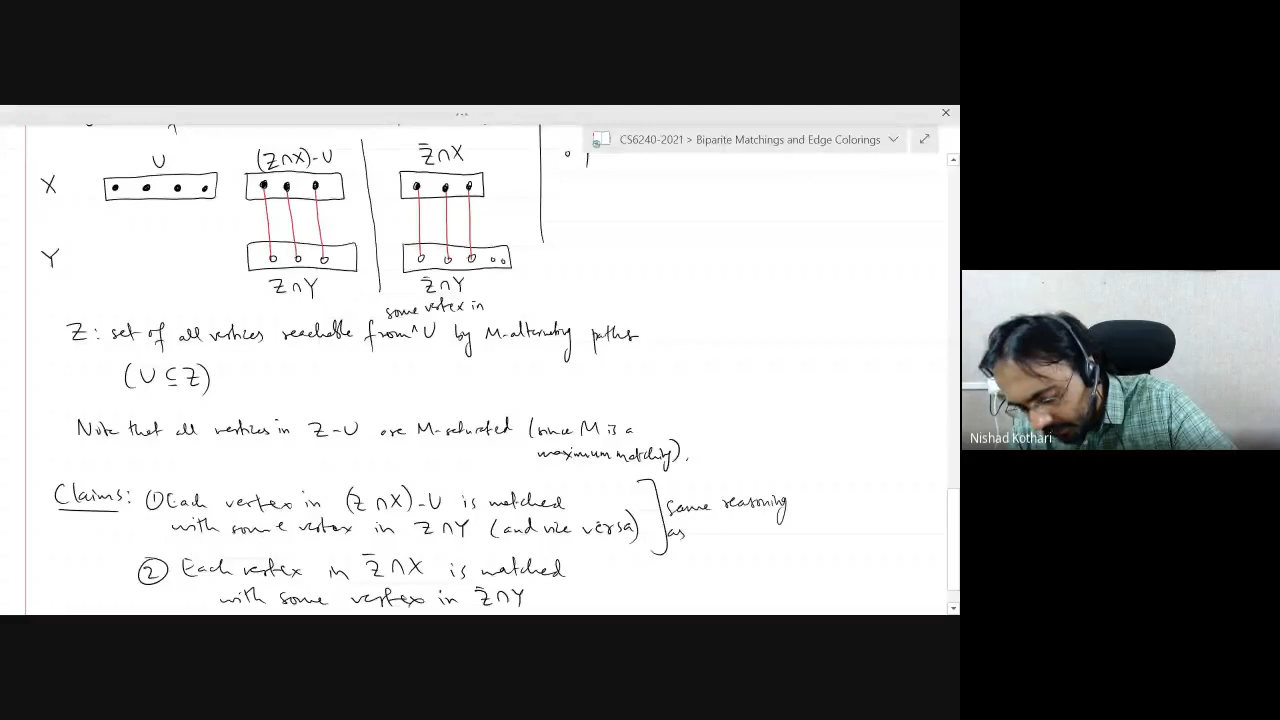 CS6240-2021 > Biparite Matchings and Edge Colorings
U (Z∩X)-U Z̄∩X
X
Y
Z∩Y Z̄∩Y
some vertex in
Z: set of all vertices reachable from ^ U by M-alternating paths
(U ⊆ Z)
Note that all vertices in Z-U are M-saturated (since M is a
maximum matching).
Claims: ① Each vertex in (Z∩X)-U is matched
with some vertex in Z∩Y (and vice versa)
same reasoning
as
② Each vertex in Z̄∩X is matched
with some vertex in Z̄∩Y
Nishad Kothari